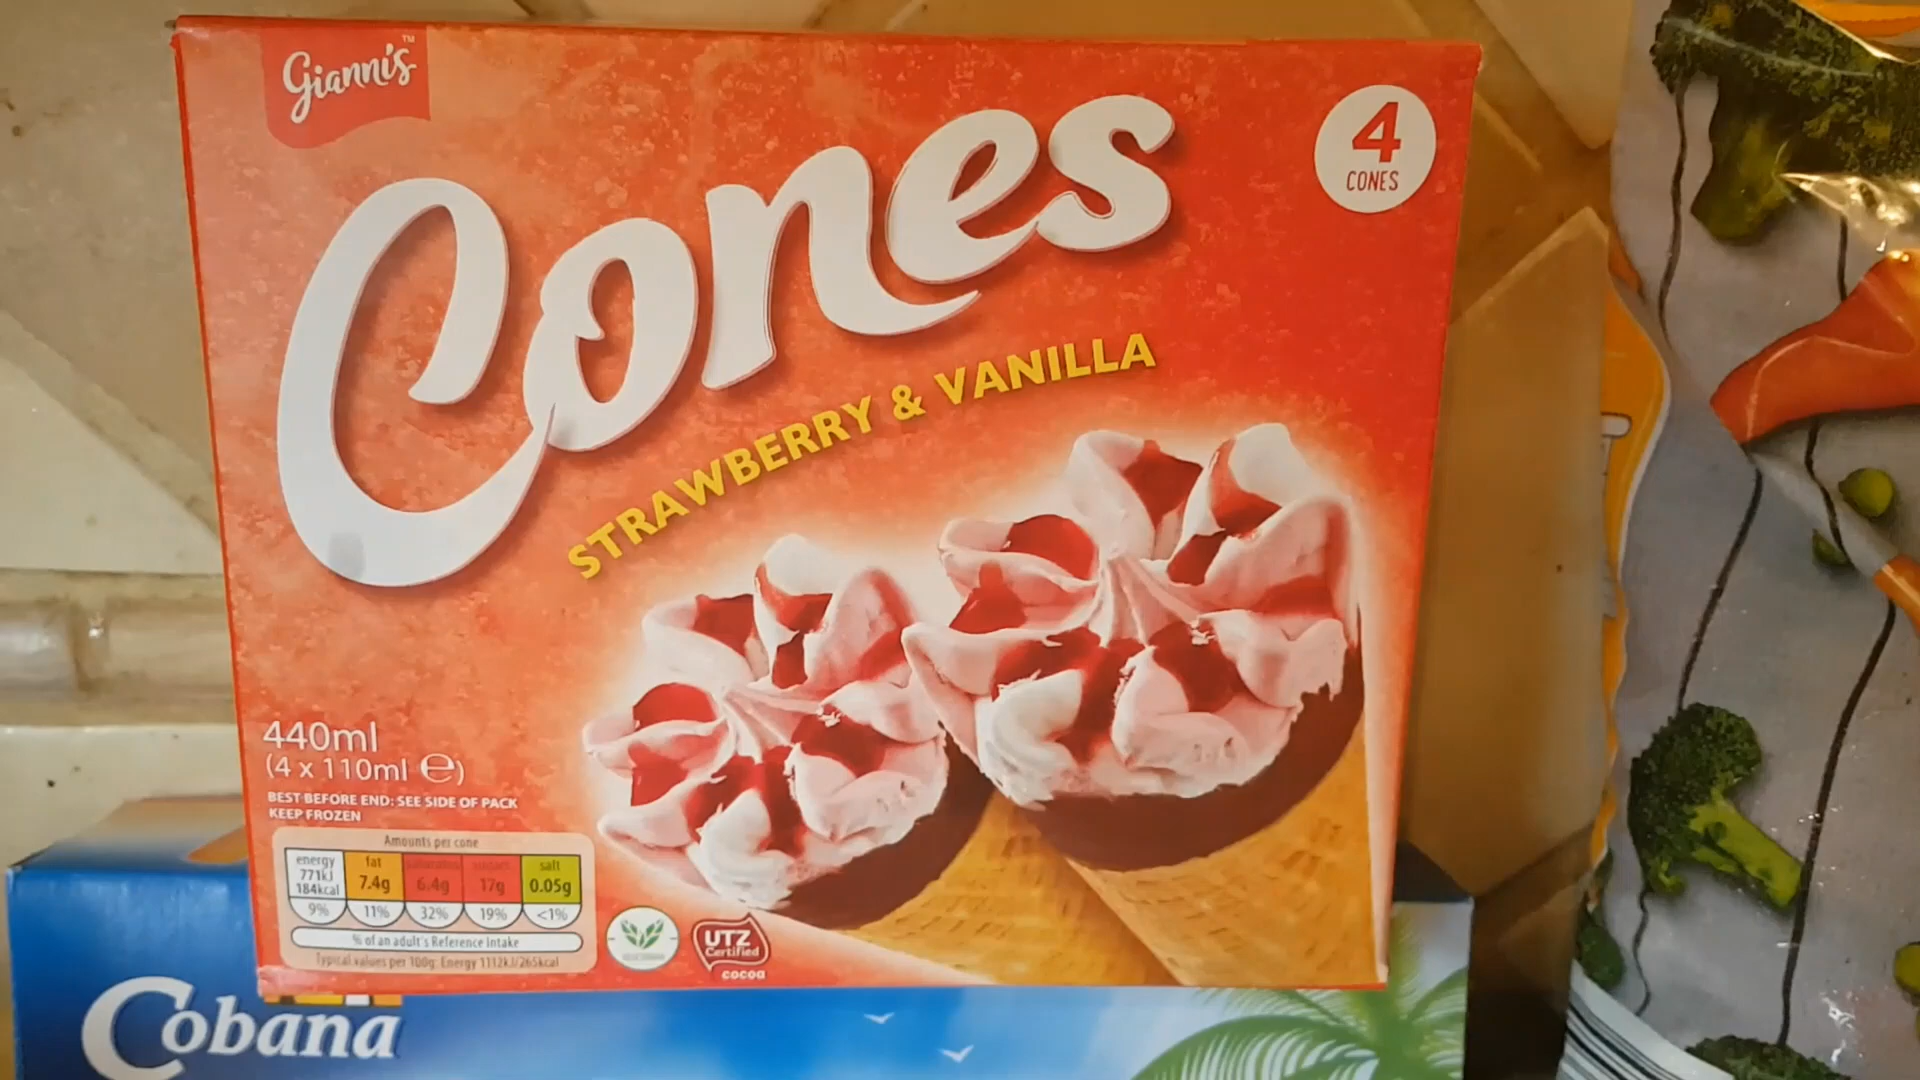 Gianni's™
Cones
4
CONES
STRAWBERRY & VANILLA
440ml
(4 x 110ml ℮)
BEST BEFORE END: SEE SIDE OF PACK
KEEP FROZEN
Amounts per cone
energy fat saturates sugars salt
771kJ
184kcal 7.4g 6.4g 17g 0.05g
9% 11% 32% 19% <1%
% of an adult's Reference Intake
Typical values per 100g: Energy 1112kJ/265kcal
UTZ
Certified
cocoa
Cobana